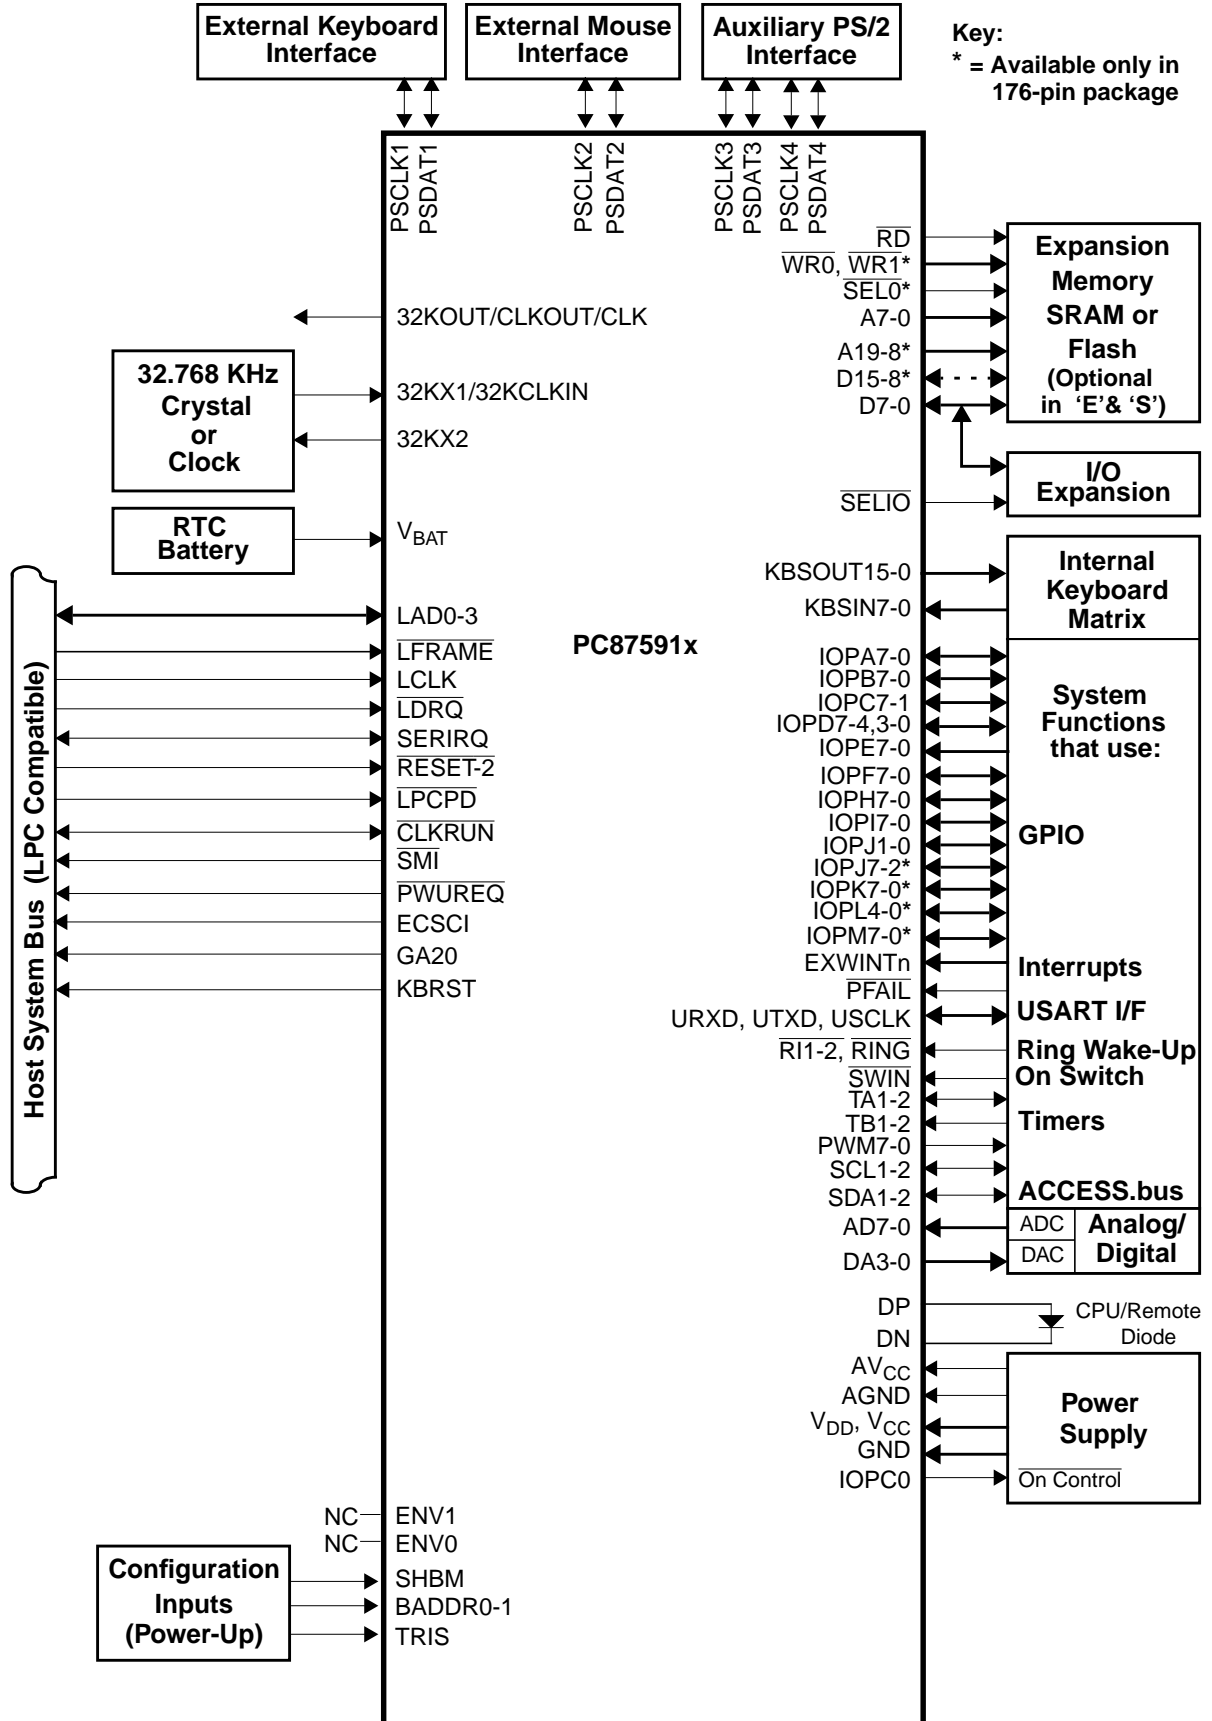 External Keyboard
Interface
External Mouse
Interface
Auxiliary PS/2
Interface
Key:
* = Available only in
176-pin package
PSCLK1
PSDAT1
PSCLK2
PSDAT2
PSCLK3
PSDAT3
PSCLK4
PSDAT4
RD
WR0, WR1*
SEL0*
A7-0
A19-8*
D15-8*
D7-0
Expansion
Memory
SRAM or
Flash
(Optional
in ‘E’& ‘S’)
32KOUT/CLKOUT/CLK
32.768 KHz
Crystal
or
Clock
32KX1/32KCLKIN
32KX2
SELIO
I/O
Expansion
RTC
Battery
VBAT
KBSOUT15-0
KBSIN7-0
Internal
Keyboard
Matrix
Host System Bus (LPC Compatible)
LAD0-3
LFRAME
LCLK
LDRQ
SERIRQ
RESET-2
LPCPD
CLKRUN
SMI
PWUREQ
ECSCI
GA20
KBRST
PC87591x
IOPA7-0
IOPB7-0
IOPC7-1
IOPD7-4,3-0
IOPE7-0
IOPF7-0
IOPH7-0
IOPI7-0
IOPJ1-0
IOPJ7-2*
IOPK7-0*
IOPL4-0*
IOPM7-0*
EXWINTn
PFAIL
URXD, UTXD, USCLK
RI1-2, RING
SWIN
TA1-2
TB1-2
PWM7-0
SCL1-2
SDA1-2
AD7-0
DA3-0
System
Functions
that use:
GPIO
Interrupts
USART I/F
Ring Wake-Up
On Switch
Timers
ACCESS.bus
ADC
DAC
Analog/
Digital
DP
DN
CPU/Remote
Diode
AVCC
AGND
VDD, VCC
GND
IOPC0
Power
Supply
On Control
NC
ENV1
NC
ENV0
Configuration
Inputs
(Power-Up)
SHBM
BADDR0-1
TRIS